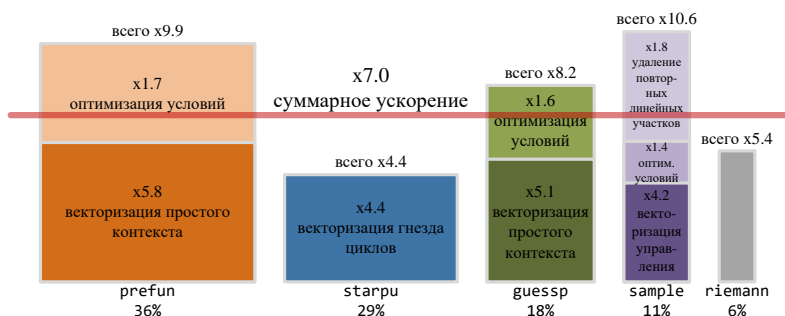 всего x9.9
x1.7
оптимизация условий
x5.8
векторизация простого
контекста
prefun
36%
x7.0
суммарное ускорение
всего x4.4
x4.4
векторизация гнезда
циклов
starpu
29%
всего x8.2
x1.6
оптимизация
условий
x5.1
векторизация
простого
контекста
guessp
18%
всего x10.6
x1.8
удаление
повтор-
ных
линейных
участков
x1.4
оптим.
условий
x4.2
векто-
ризация
управ-
ления
sample
11%
всего x5.4
riemann
6%